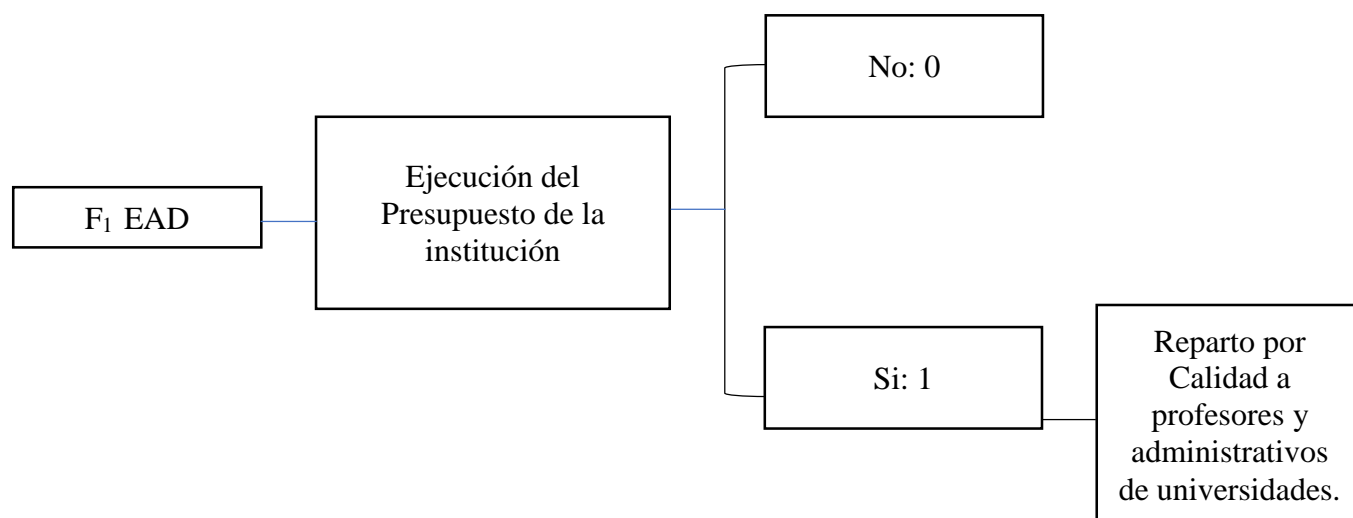 No: 0
Ejecución del
Presupuesto de la
institución
F₁ EAD
Si: 1
Reparto por
Calidad a
profesores y
administrativos
de universidades.